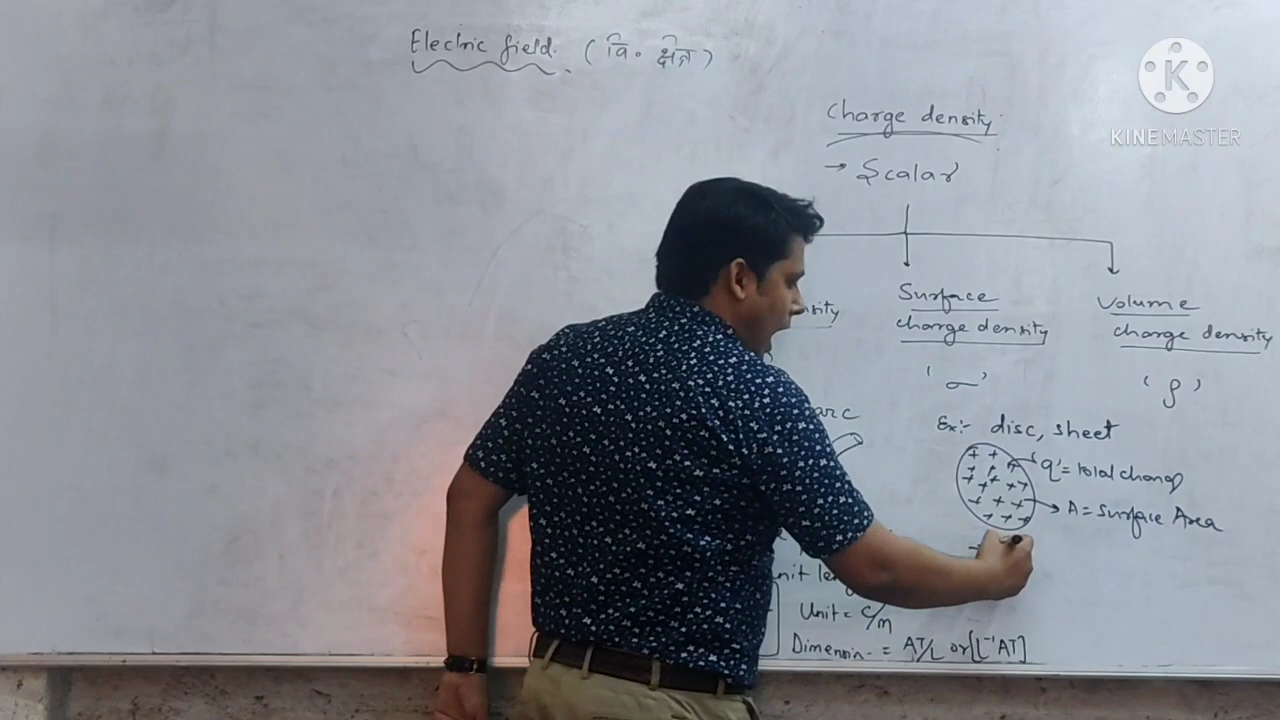 Electric field. (वि॰ क्षेत्र)
KINEMASTER
Charge density
→ Scalar
Surface
charge density
'σ'
Volume
charge density
'ρ'
arc
Ex:- disc, sheet
q = total charge
A = Surface Area
Unit = C/m
Dimension = AT/L or [L⁻¹AT]